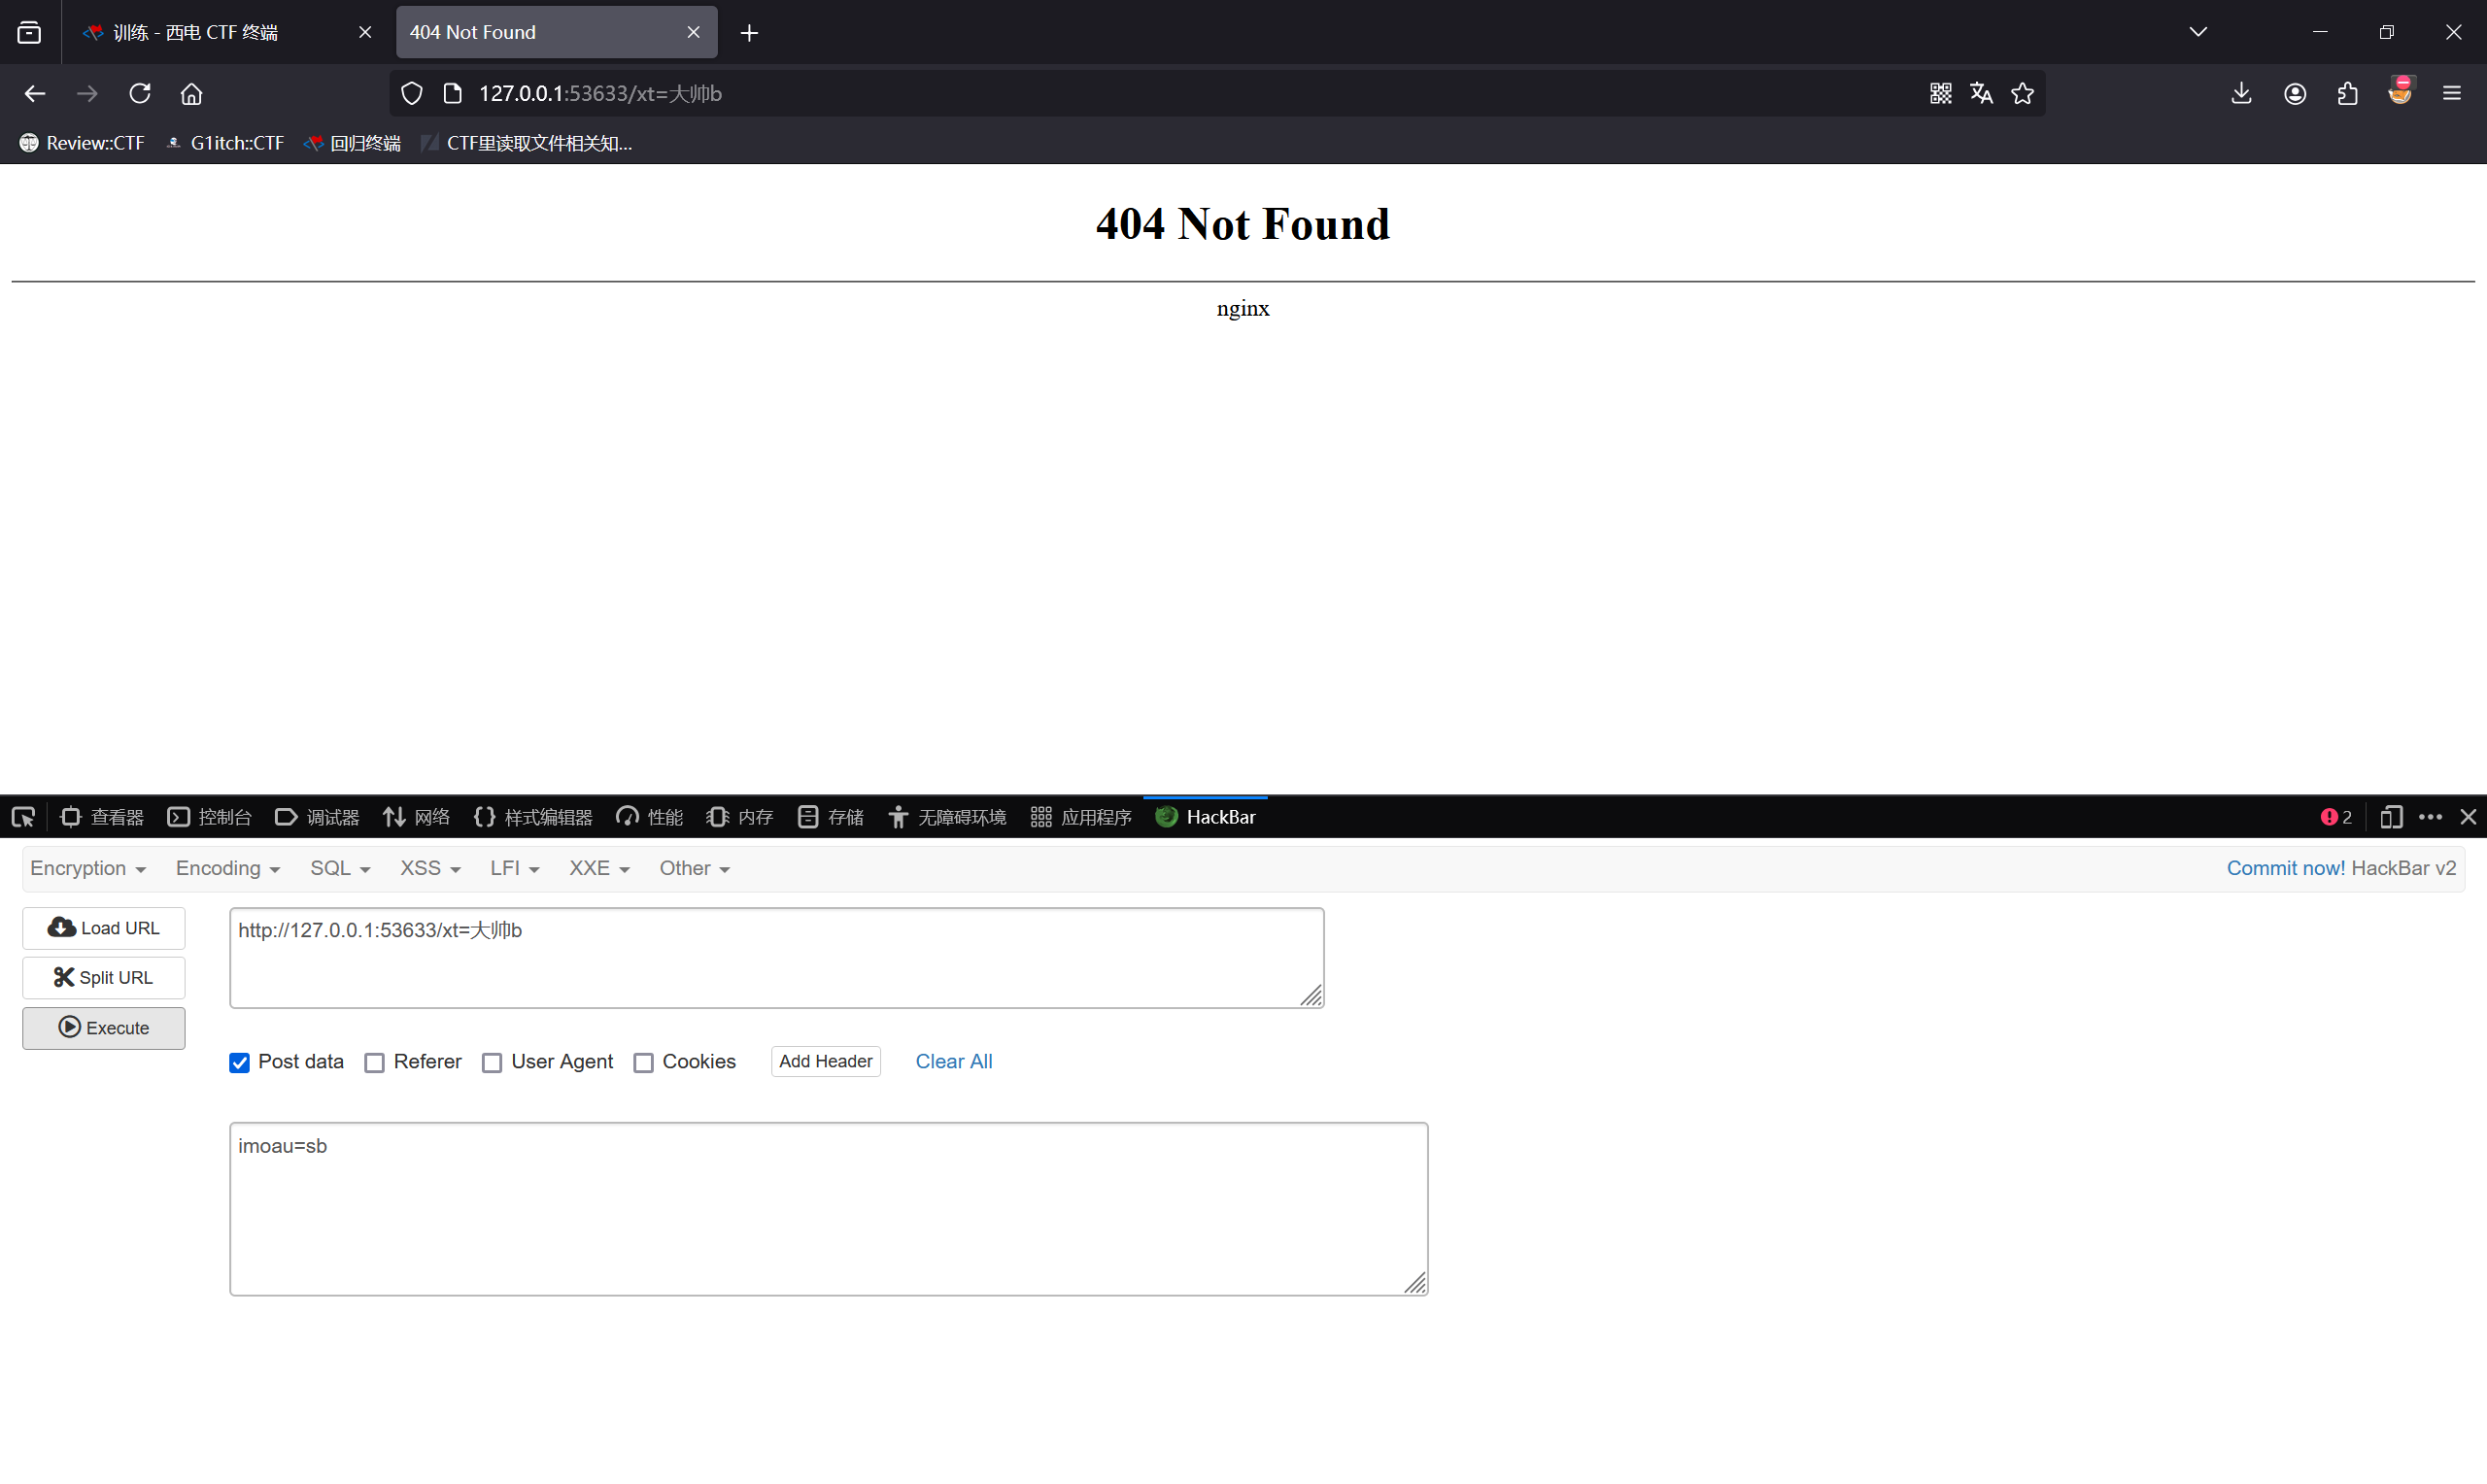 训练 - 西电 CTF 终端
404 Not Found
127.0.0.1:53633/xt=大帅b
Review::CTF
G1itch::CTF
回归终端
CTF里读取文件相关知...
404 Not Found
nginx
查看器
控制台
调试器
网络
样式编辑器
性能
内存
存储
无障碍环境
应用程序
HackBar
2
Encryption
Encoding
SQL
XSS
LFI
XXE
Other
Commit now! HackBar v2
Load URL
http://127.0.0.1:53633/xt=大帅b
Split URL
Execute
Post data
Referer
User Agent
Cookies
Add Header
Clear All
imoau=sb